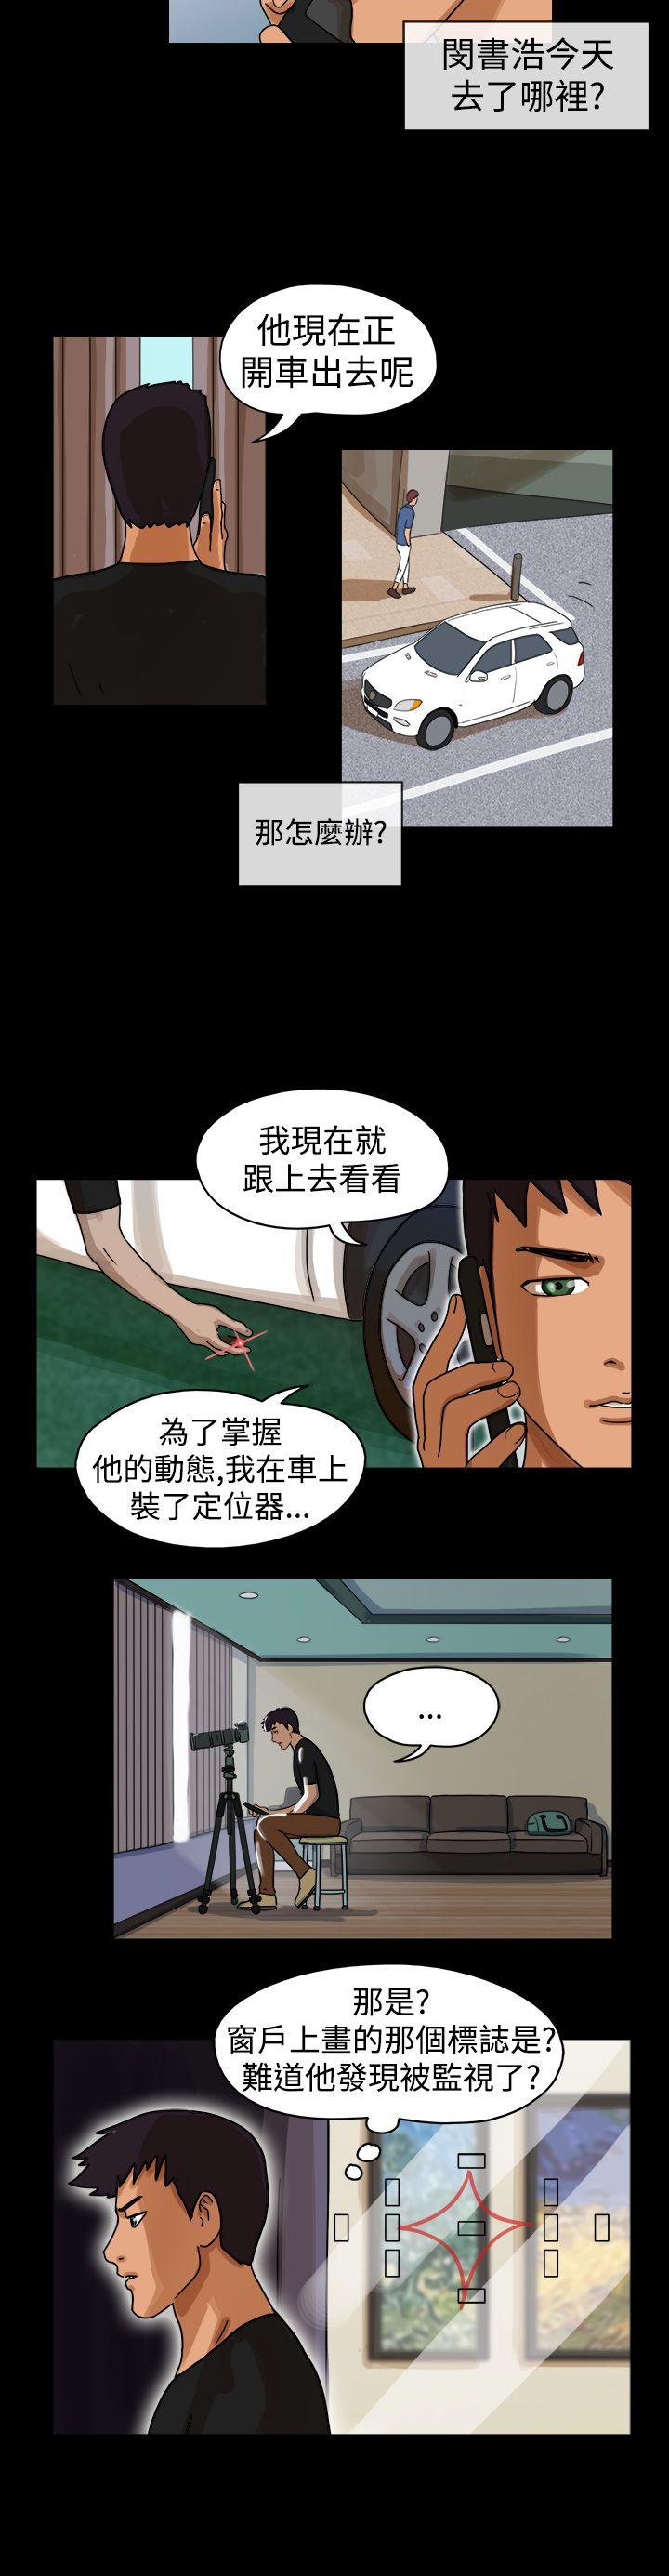 閔書浩今天
去了哪裡?
他現在正
開車出去呢
那怎麼辦?
我現在就
跟上去看看
為了掌握
他的動態,我在車上
裝了定位器...
...
那是?
窗戶上畫的那個標誌是?
難道他發現被監視了?